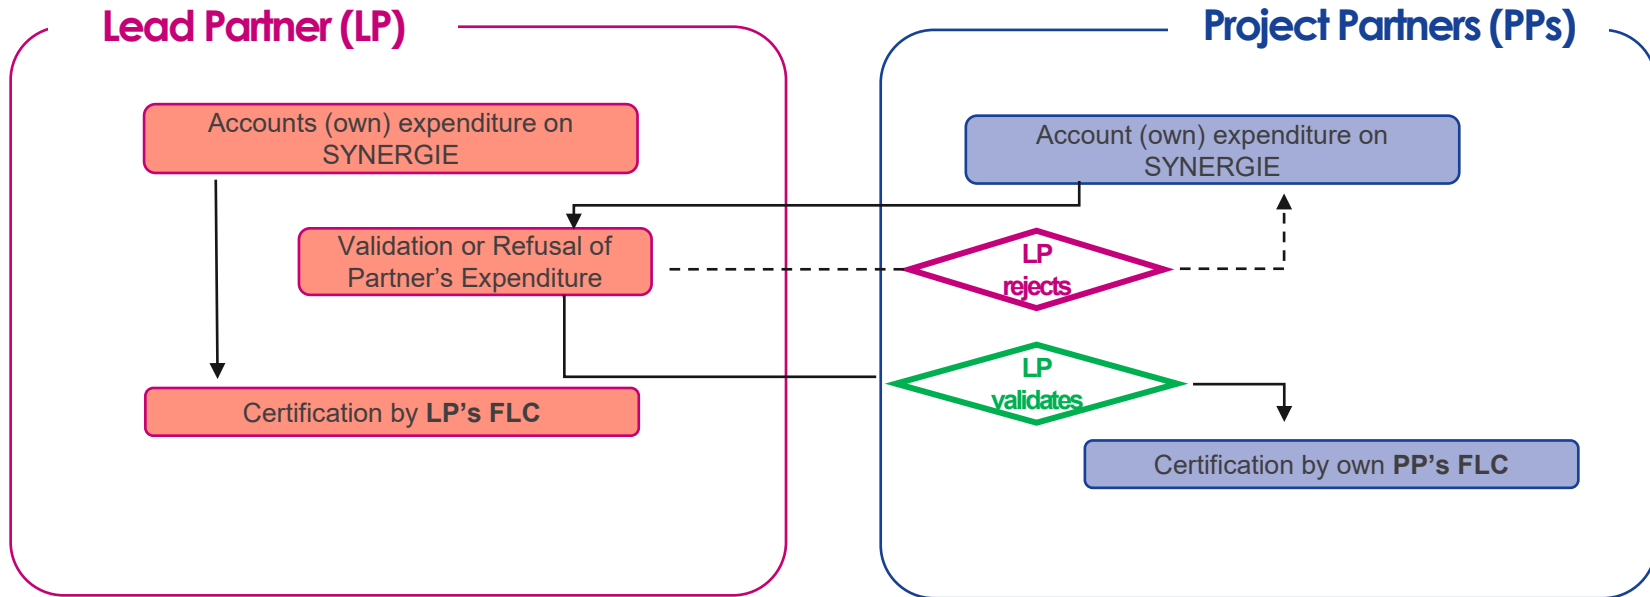 Lead Partner (LP)
Project Partners (PPs)
Accounts (own) expenditure on
SYNERGIE
Account (own) expenditure on
SYNERGIE
Validation or Refusal of
Partner’s Expenditure
LP
rejects
LP
validates
Certification by LP’s FLC
Certification by own PP’s FLC